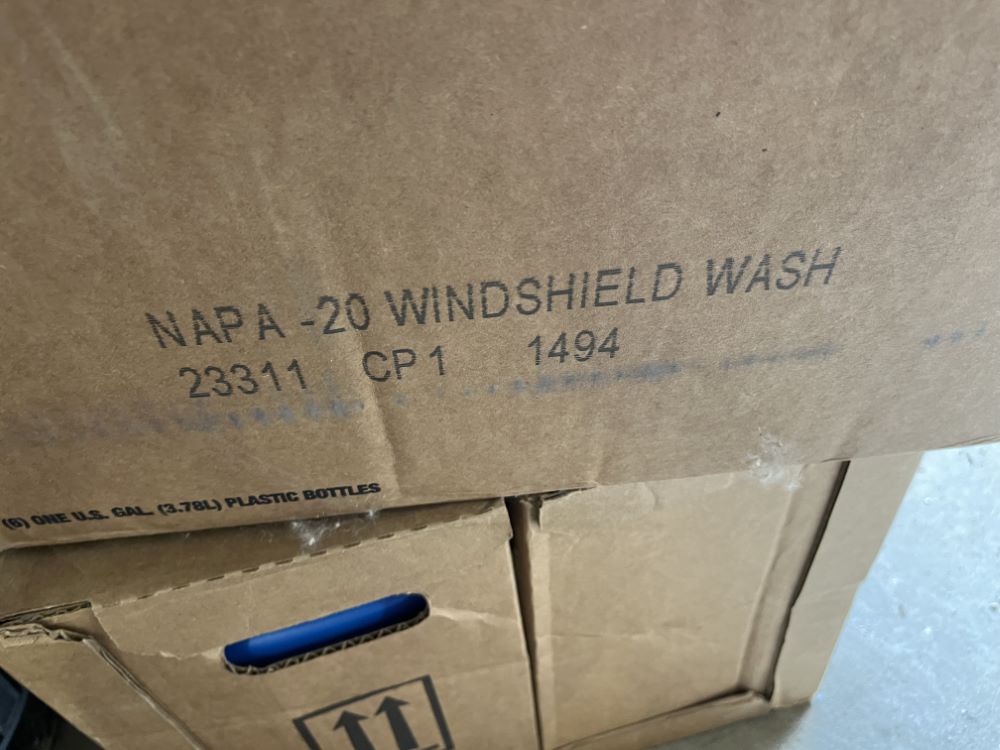 NAPA -20 WINDSHIELD WASH
23311 CP1 1494
(6) ONE U.S. GAL. (3.78L) PLASTIC BOTTLES